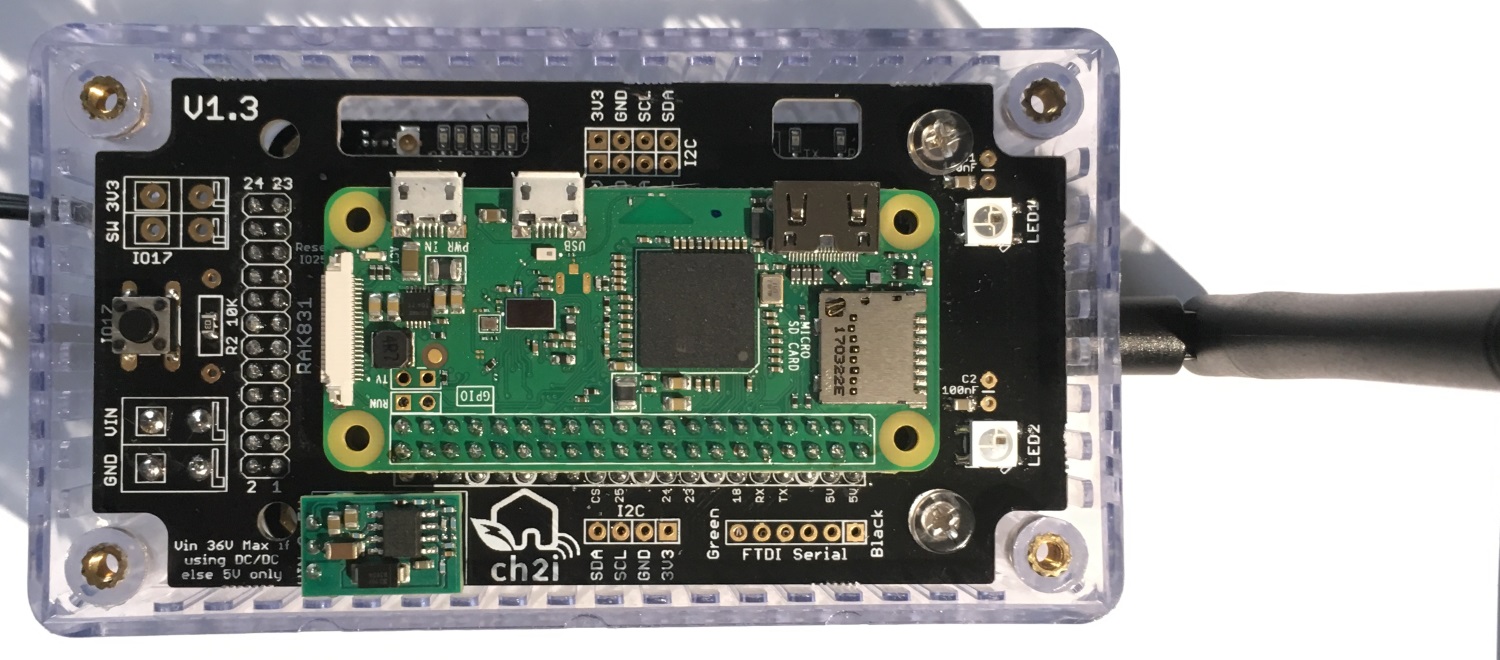 V1.3
3V3 GND SCL SDA
I2C
SW 3V3
24 23
IO17
IO17
R2 10K
RAK831
VIN
GND
2 1
PWR IN
USB
4R7
TV
RUN
GPIO
MICRO
SD CARD
170322E
LED1
C2
100nF
LED2
CS 25 24 23 18 RX TX 5V 5V
Vin 36V Max if
using DC/DC
else 5V only
ch2i
I2C
SDA SCL GND 3V3
Green
FTDI Serial
Black